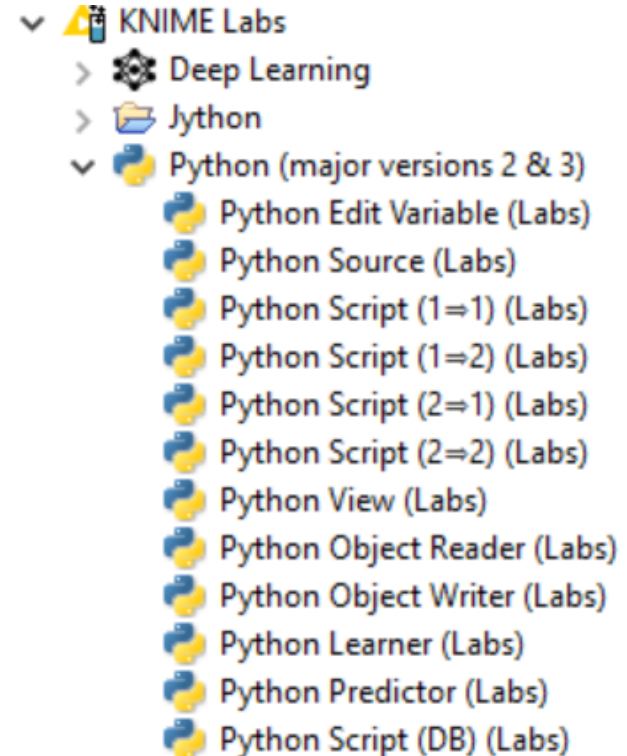 KNIME Labs
Deep Learning
Jython
Python (major versions 2 & 3)
Python Edit Variable (Labs)
Python Source (Labs)
Python Script (1⇒1) (Labs)
Python Script (1⇒2) (Labs)
Python Script (2⇒1) (Labs)
Python Script (2⇒2) (Labs)
Python View (Labs)
Python Object Reader (Labs)
Python Object Writer (Labs)
Python Learner (Labs)
Python Predictor (Labs)
Python Script (DB) (Labs)